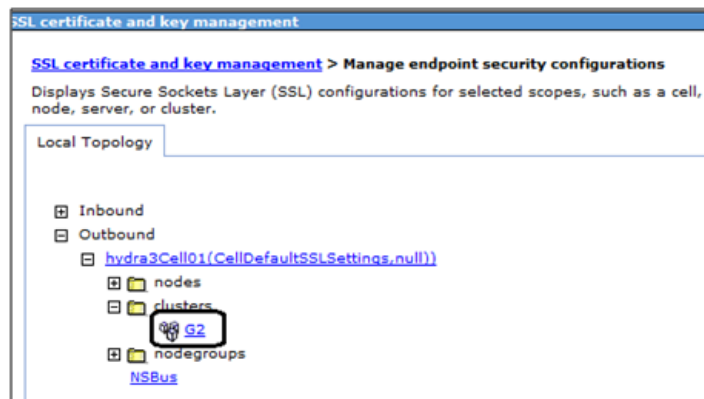 SSL certificate and key management
SSL certificate and key management > Manage endpoint security configurations
Displays Secure Sockets Layer (SSL) configurations for selected scopes, such as a cell,
node, server, or cluster.
Local Topology
Inbound
Outbound
hydra3Cell01(CellDefaultSSLSettings,null))
nodes
clusters
G2
nodegroups
NSBus